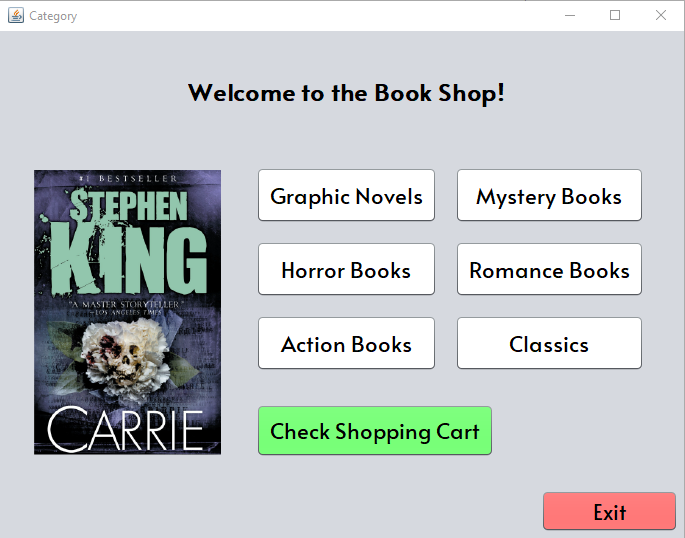 Category
Welcome to the Book Shop!
#1 BESTSELLER
STEPHEN
KING
"A MASTER STORYTELLER."
—LOS ANGELES TIMES
CARRIE
Graphic Novels
Mystery Books
Horror Books
Romance Books
Action Books
Classics
Check Shopping Cart
Exit